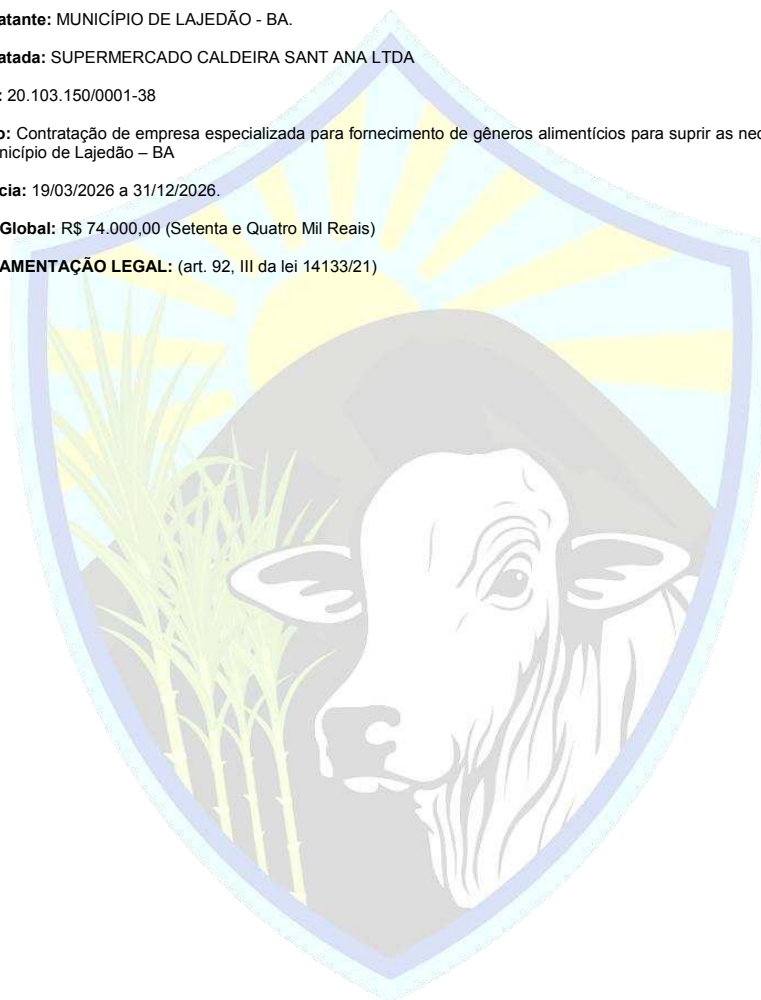 atante: MUNICÍPIO DE LAJEDÃO - BA.
atada: SUPERMERCADO CALDEIRA SANT ANA LTDA
: 20.103.150/0001-38
o: Contratação de empresa especializada para fornecimento de gêneros alimentícios para suprir as nec
nicípio de Lajedão – BA
cia: 19/03/2026 a 31/12/2026.
Global: R$ 74.000,00 (Setenta e Quatro Mil Reais)
AMENTAÇÃO LEGAL: (art. 92, III da lei 14133/21)